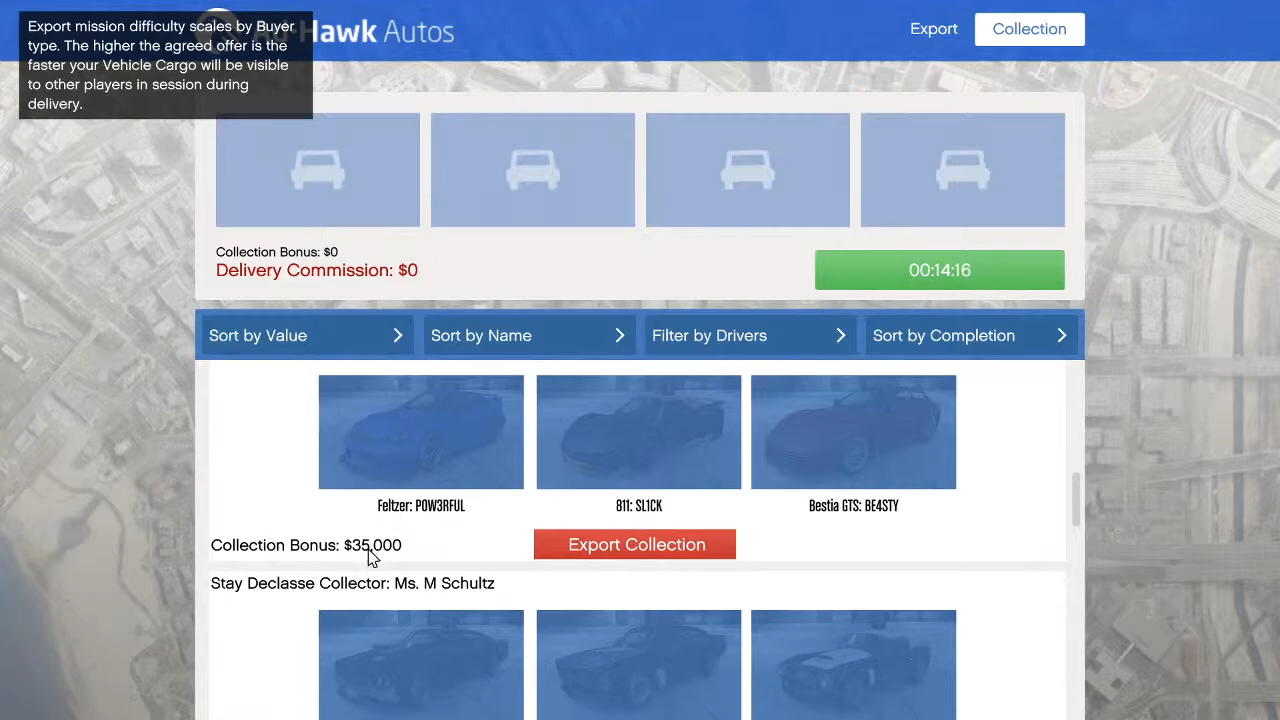 Export mission difficulty scales by Buyer
type. The higher the agreed offer is the
faster your Vehicle Cargo will be visible
to other players in session during
delivery.
Hawk Autos
Export
Collection
Collection Bonus: $0
Delivery Commission: $0
00:14:16
Sort by Value
Sort by Name
Filter by Drivers
Sort by Completion
Feltzer: P0W3RFUL
811: SL1CK
Bestia GTS: BE4STY
Collection Bonus: $35,000
Export Collection
Stay Declasse Collector: Ms. M Schultz